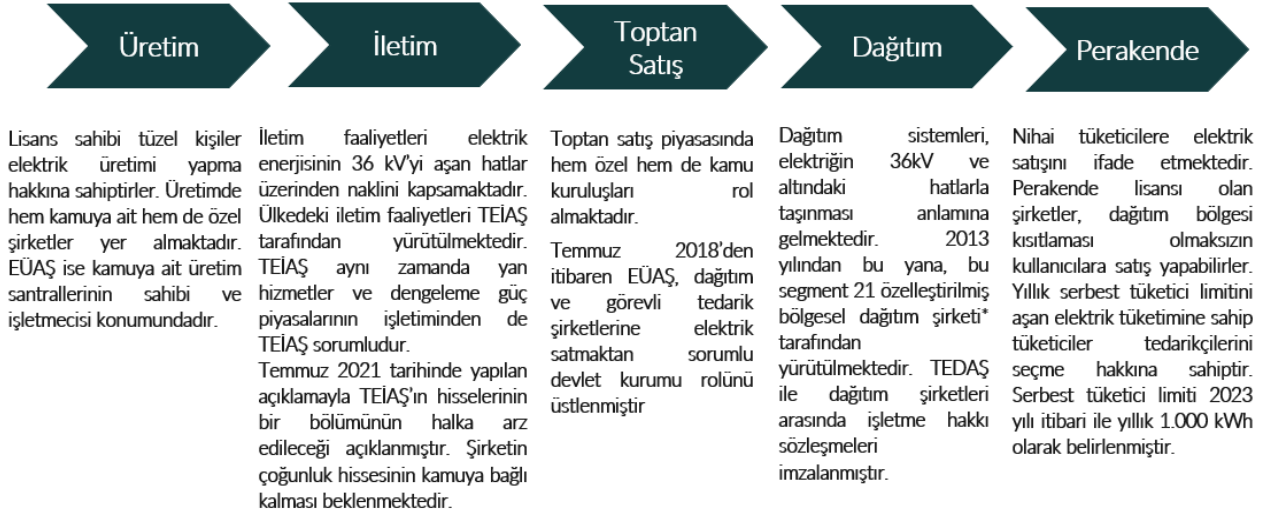 Üretim
İletim
Toptan
Satış
Dağıtım
Perakende
Lisans sahibi tüzel kişiler
elektrik üretimi yapma
hakkına sahiptirler. Üretimde
hem kamuya ait hem de özel
şirketler yer almaktadır.
EÜAŞ ise kamuya ait üretim
santrallerinin sahibi ve
işletmecisi konumundadır.
İletim faaliyetleri elektrik
enerjisinin 36 kV'yi aşan hatlar
üzerinden naklini kapsamaktadır.
Ülkedeki iletim faaliyetleri TEİAŞ
tarafından yürütülmektedir.
TEİAŞ aynı zamanda yan
hizmetler ve dengeleme güç
piyasalarının işletiminden de
TEİAŞ sorumludur.
Temmuz 2021 tarihinde yapılan
açıklamayla TEİAŞ'ın hisselerinin
bir bölümünün halka arz
edileceği açıklanmıştır. Şirketin
çoğunluk hissesinin kamuya bağlı
kalması beklenmektedir.
Toptan satış piyasasında
hem özel hem de kamu
kuruluşları rol
almaktadır.
Temmuz 2018'den
itibaren EÜAŞ, dağıtım
ve görevli tedarik
şirketlerine elektrik
satmaktan sorumlu
devlet kurumu rolünü
üstlenmiştir
Dağıtım sistemleri,
elektriğin 36kV ve
altındaki hatlarla
taşınması anlamına
gelmektedir. 2013
yılından bu yana, bu
segment 21 özelleştirilmiş
bölgesel dağıtım şirketi*
tarafından
yürütülmektedir. TEDAŞ
ile dağıtım şirketleri
arasında işletme hakkı
sözleşmeleri
imzalanmıştır.
Nihai tüketicilere elektrik
satışını ifade etmektedir.
Perakende lisansı olan
şirketler, dağıtım bölgesi
kısıtlaması olmaksızın
kullanıcılara satış yapabilirler.
Yıllık serbest tüketici limitini
aşan elektrik tüketimine sahip
tüketiciler tedarikçilerini
seçme hakkına sahiptir.
Serbest tüketici limiti 2023
yılı itibari ile yıllık 1.000 kWh
olarak belirlenmiştir.